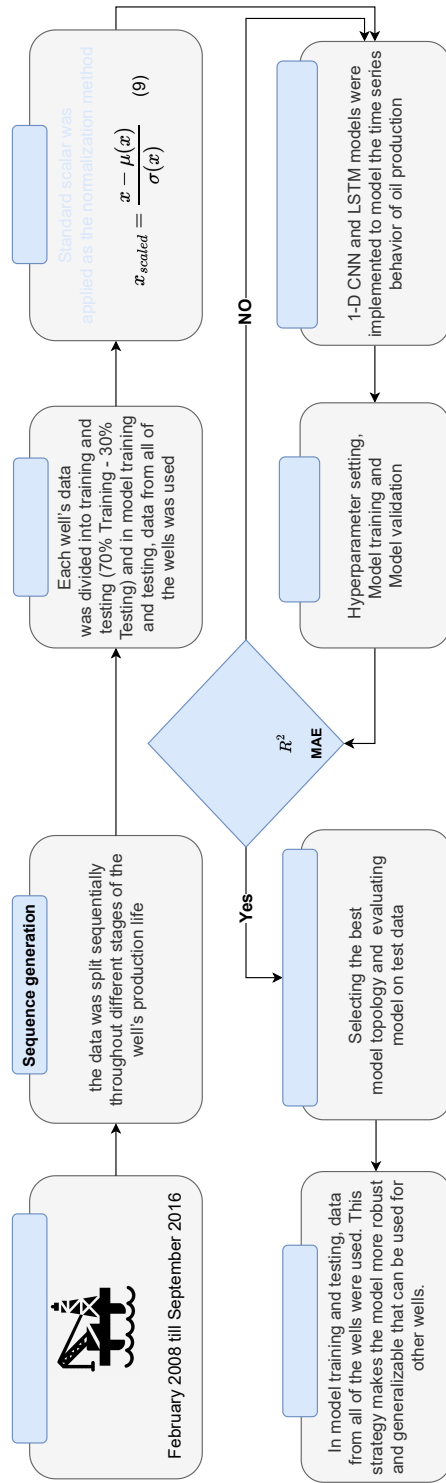 February 2008 till September 2016
Sequence generation
the data was split sequentially
throughout different stages of the
well's production life
Each well's data
was divided into training and
testing (70% Training - 30%
Testing) and in model training
and testing, data from all of
the wells was used
Standard scalar was
applied as the normalization method
x_{scaled} = \frac{x - μ(x)}{σ(x)} (9)
1-D CNN and LSTM models were
implemented to model the time series
behavior of oil production
Hyperparameter setting,
Model training and
Model validation
R²
MAE
NO
Yes
Selecting the best
model topology and evaluating
model on test data
In model training and testing, data
from all of the wells were used. This
strategy makes the model more robust
and generalizable that can be used for
other wells.